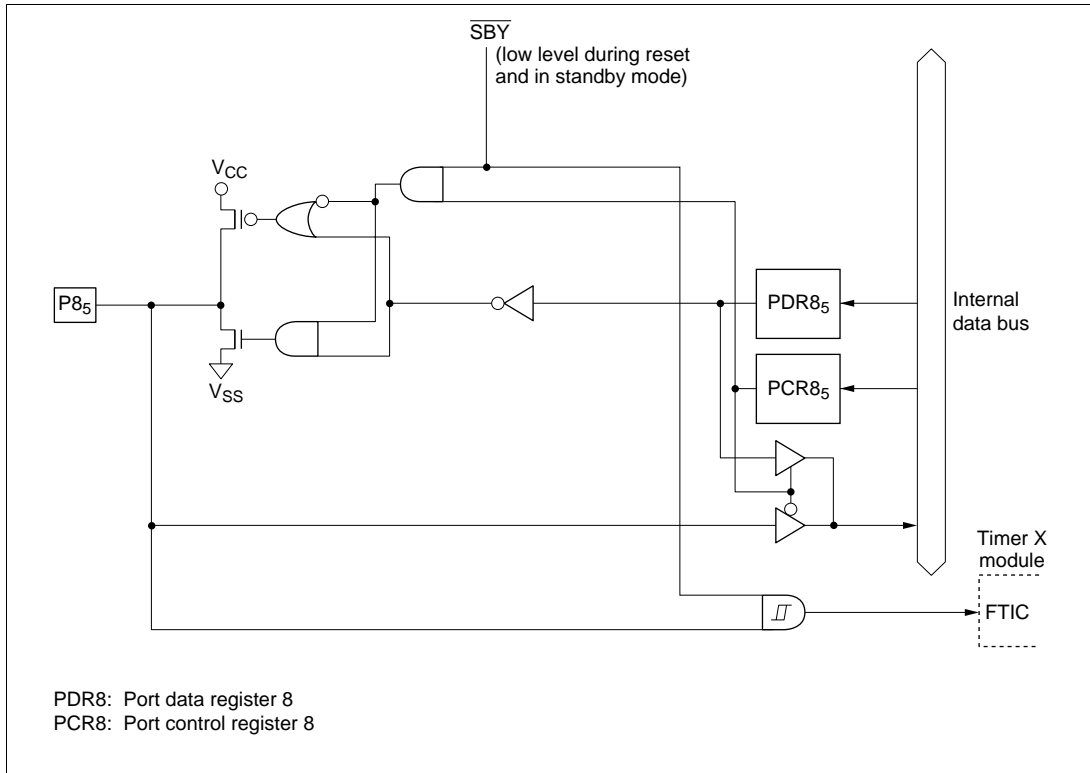 SBY
(low level during reset
and in standby mode)
VCC
P85
VSS
PDR85
PCR85
Internal
data bus
Timer X
module
FTIC
PDR8: Port data register 8
PCR8: Port control register 8